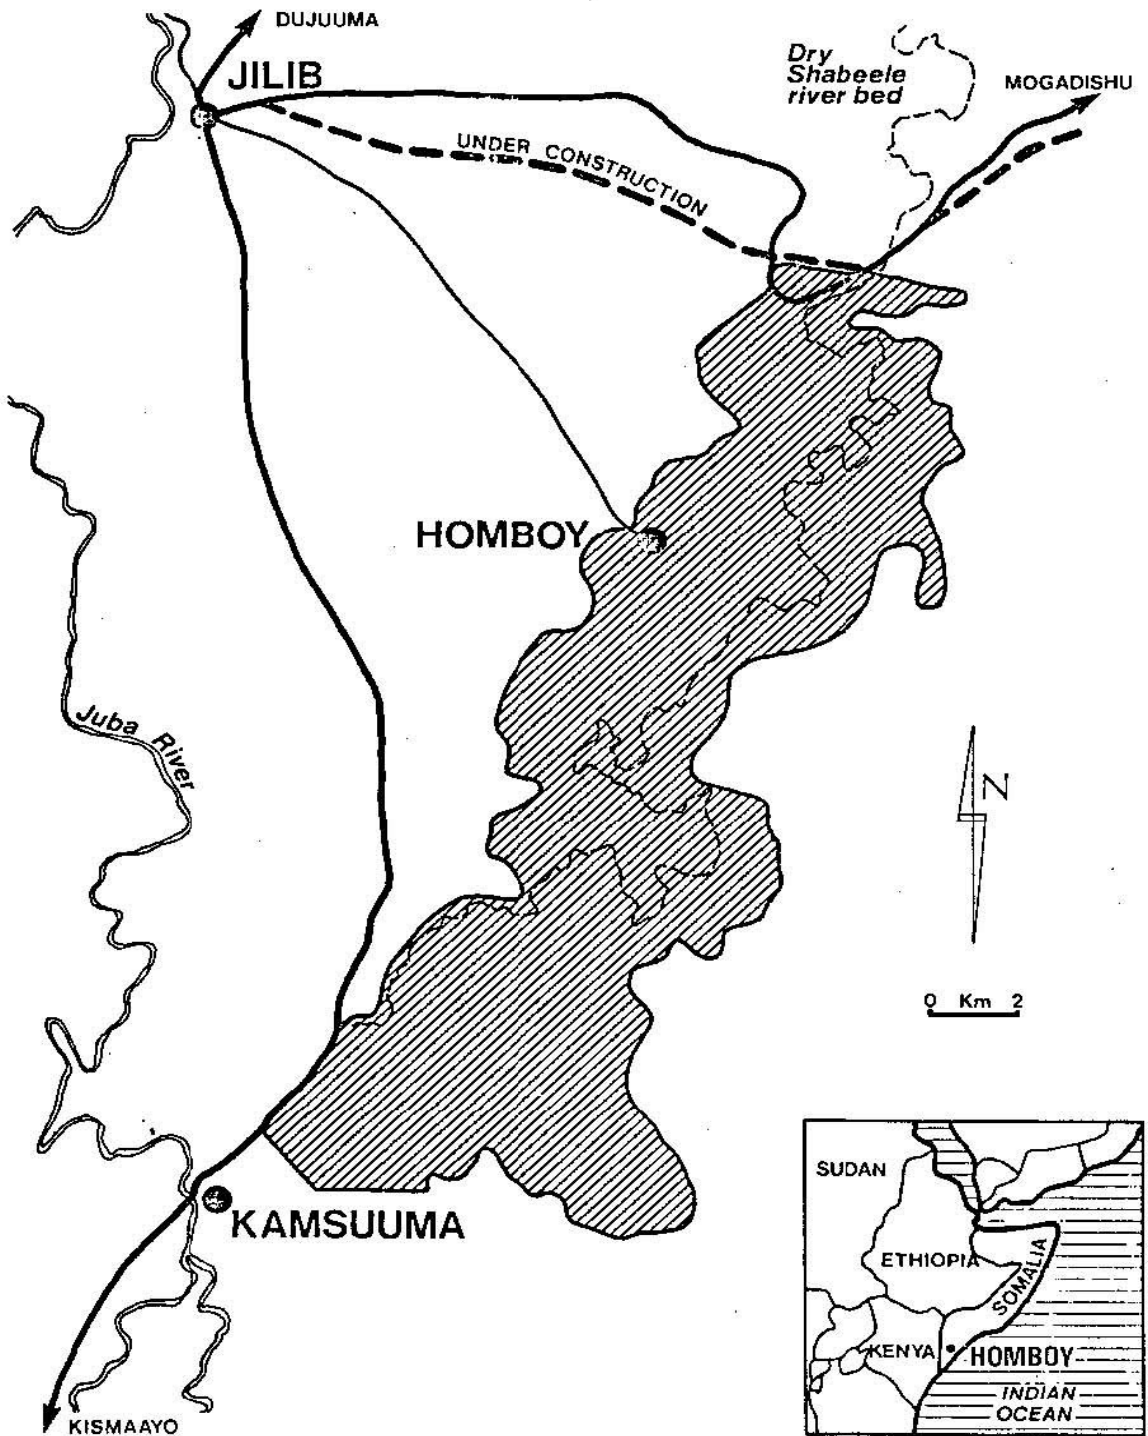 DUJUUMA
JILIB
Dry
Shabeele
river bed
MOGADISHU
UNDER CONSTRUCTION
HOMBOY
Juba River
N
0 Km 2
KAMSUUMA
KISMAAYO
SUDAN
ETHIOPIA
SOMALIA
KENYA
HOMBOY
INDIAN
OCEAN